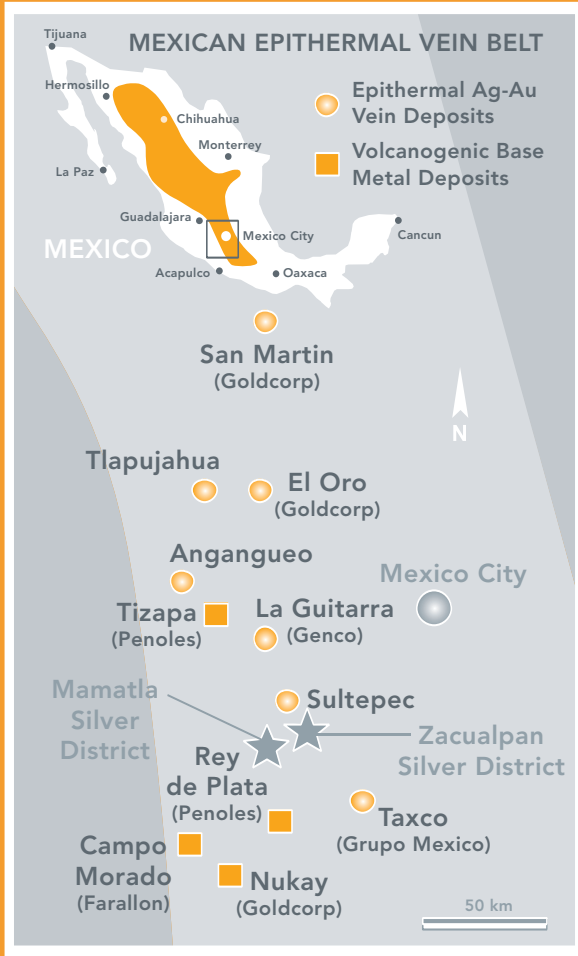 MEXICAN EPITHERMAL VEIN BELT
Tijuana
Hermosillo
Chihuahua
Monterrey
La Paz
Guadalajara
Mexico City
Cancun
MEXICO
Acapulco
Oaxaca
Epithermal Ag-Au
Vein Deposits
Volcanogenic Base
Metal Deposits
San Martin
(Goldcorp)
N
Tlapujahua
El Oro
(Goldcorp)
Angangueo
Mexico City
Tizapa
(Penoles)
La Guitarra
(Genco)
Mamatla
Silver
District
Sultepec
Zacualpan
Silver District
Rey
de Plata
(Penoles)
Taxco
(Grupo Mexico)
Campo
Morado
(Farallon)
Nukay
(Goldcorp)
50 km